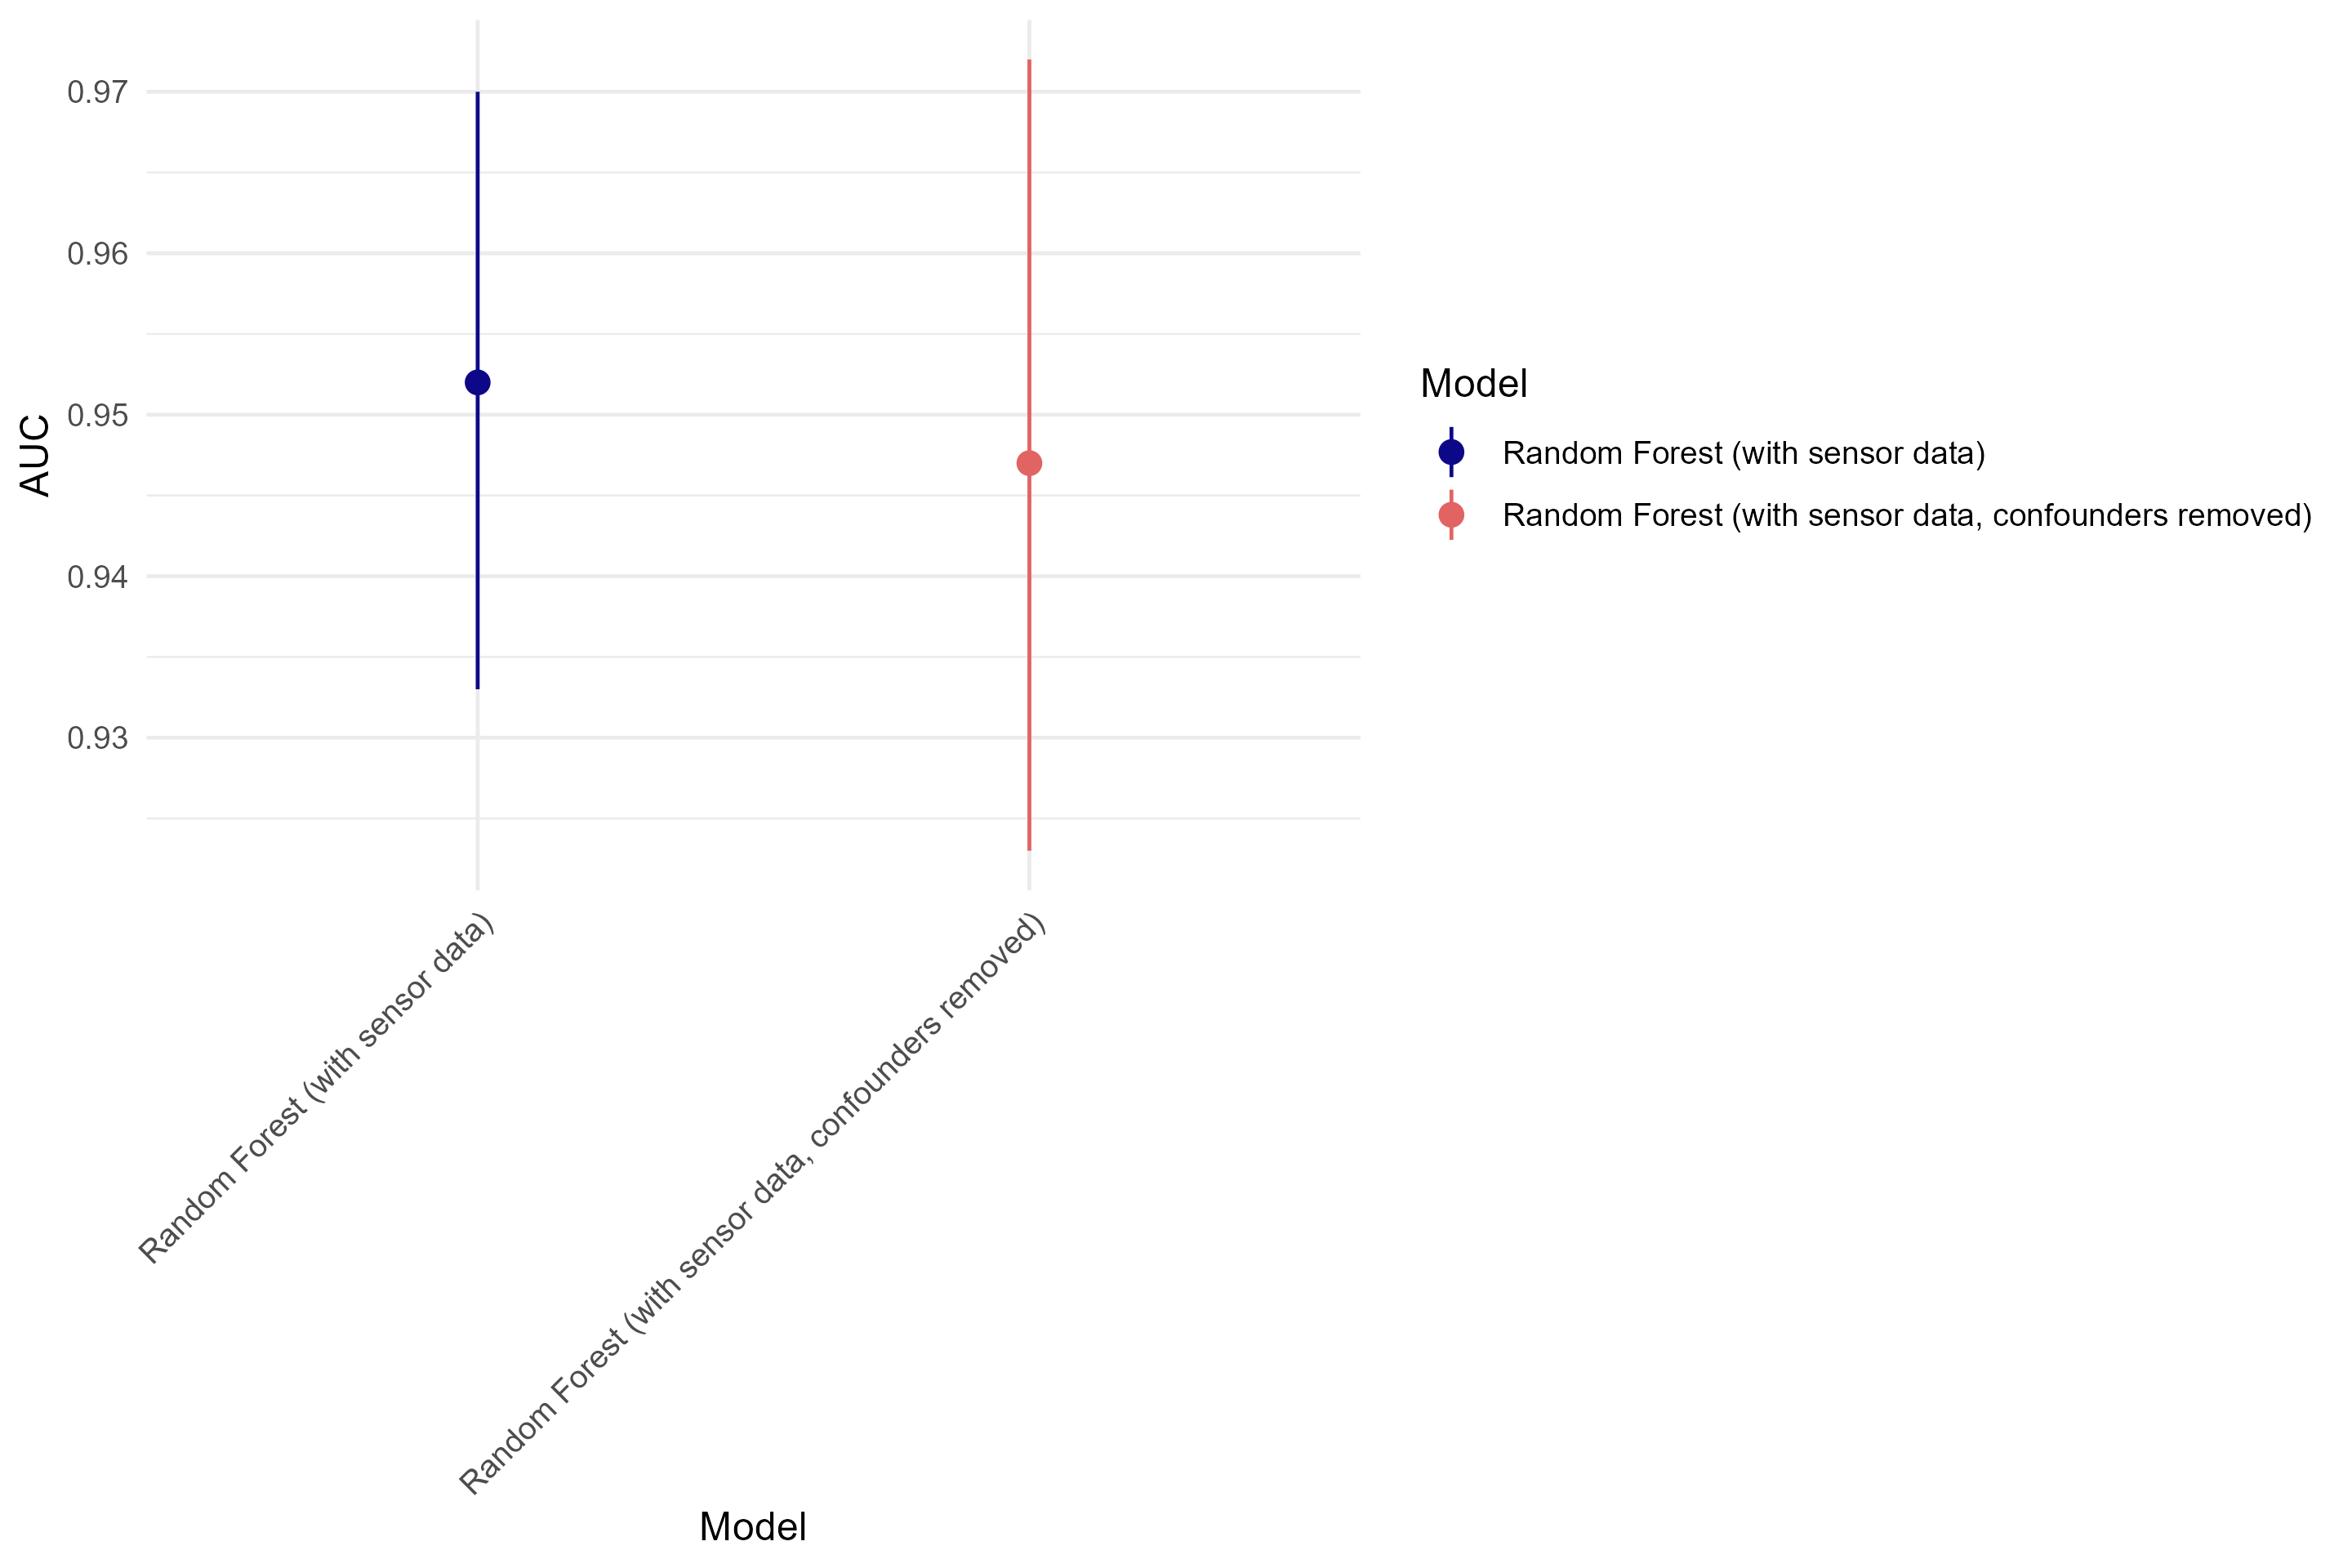 AUC
0.97
0.96
0.95
0.94
0.93
Random Forest (with sensor data)
Random Forest (with sensor data, confounders removed)
Model
Model
Random Forest (with sensor data)
Random Forest (with sensor data, confounders removed)